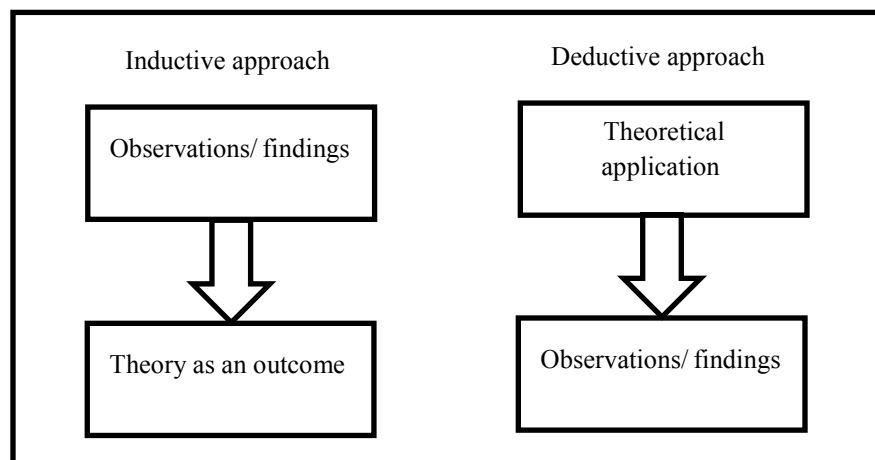 Inductive approach
Observations/ findings
Theory as an outcome
Deductive approach
Theoretical
application
Observations/ findings